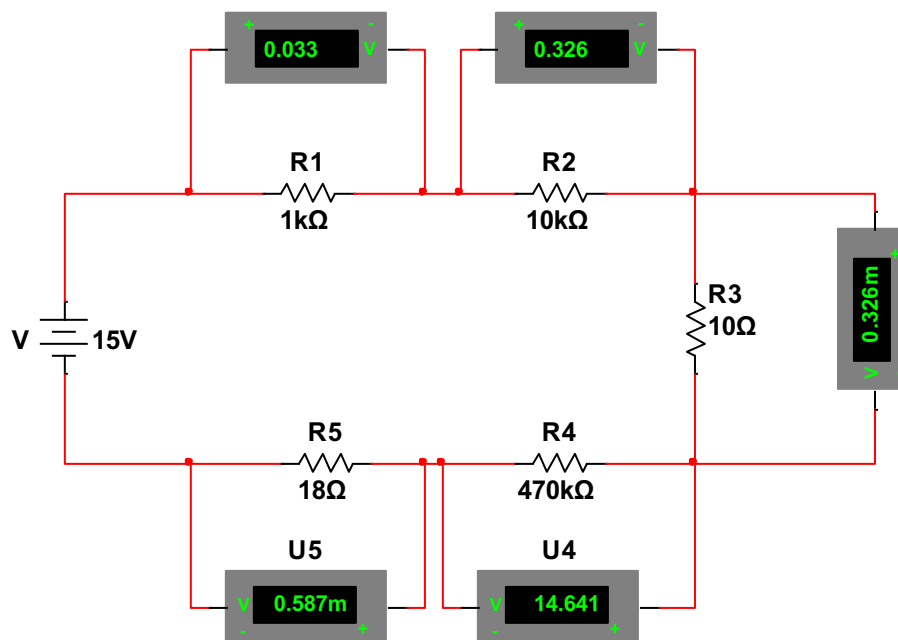 + -
0.033 V
+ -
0.326 V
R1
1kΩ
R2
10kΩ
V 15V
R3
10Ω
+
0.326m
V
R5
18Ω
R4
470kΩ
U5
V 0.587m
- +
U4
V 14.641
- +